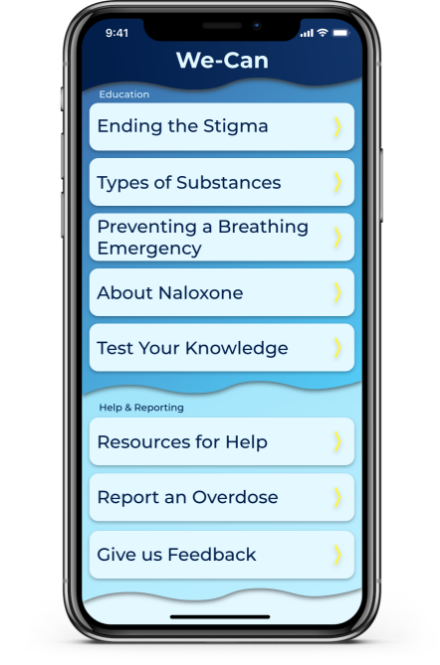 9:41
We-Can
Education
Ending the Stigma
Types of Substances
Preventing a Breathing
Emergency
About Naloxone
Test Your Knowledge
Help & Reporting
Resources for Help
Report an Overdose
Give us Feedback